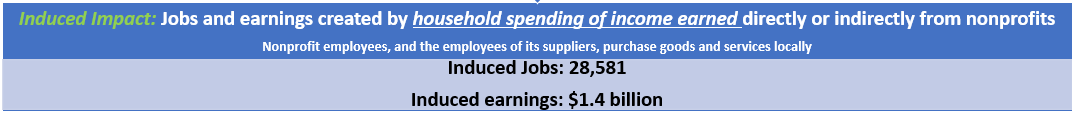 Induced Impact: Jobs and earnings created by household spending of income earned directly or indirectly from nonprofits
Nonprofit employees, and the employees of its suppliers, purchase goods and services locally
Induced Jobs: 28,581
Induced earnings: $1.4 billion